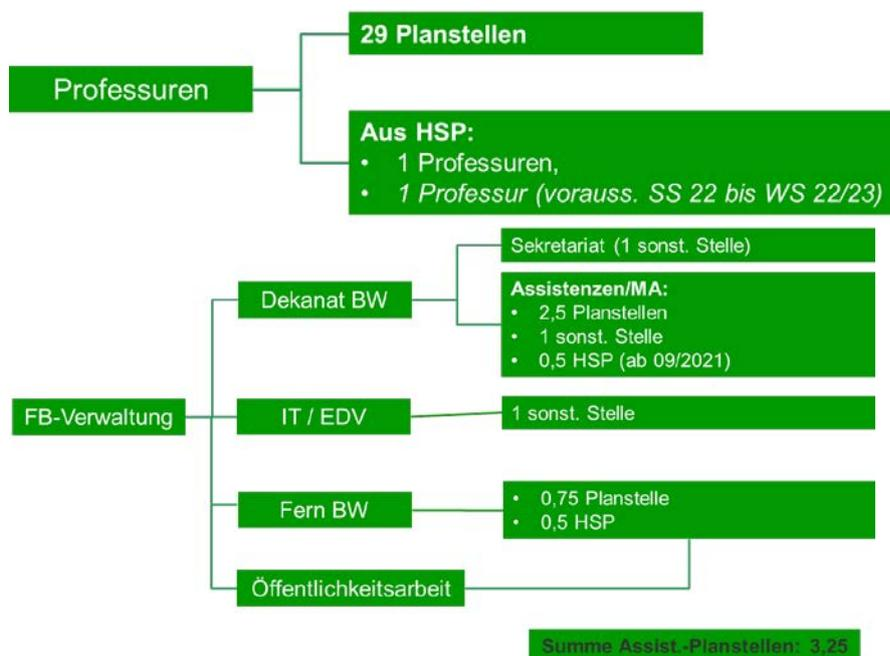 29 Planstellen
Professuren
Aus HSP:
• 1 Professuren,
• 1 Professur (vorauss. SS 22 bis WS 22/23)
Sekretariat (1 sonst. Stelle)
Dekanat BW
Assistenzen/MA:
• 2,5 Planstellen
• 1 sonst. Stelle
• 0,5 HSP (ab 09/2021)
FB-Verwaltung
IT / EDV
1 sonst. Stelle
Fern BW
• 0,75 Planstelle
• 0,5 HSP
Öffentlichkeitsarbeit
Summe Assist.-Planstellen: 3,25